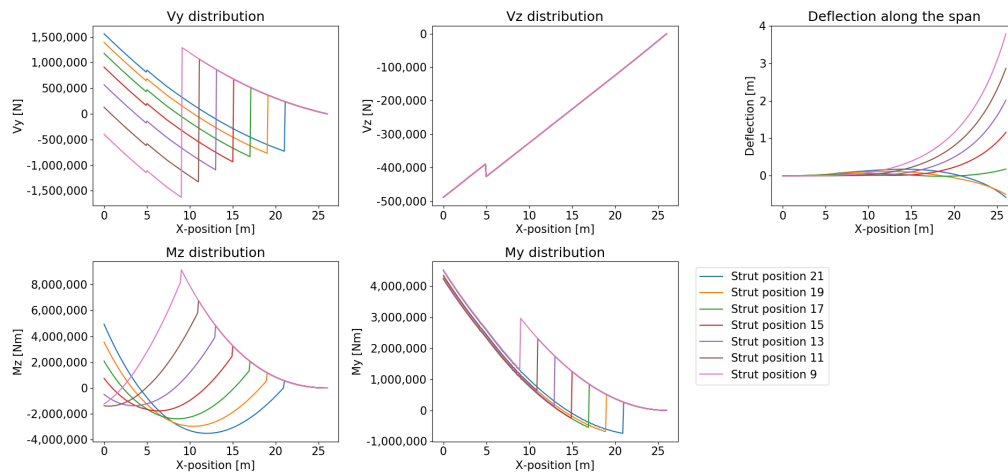 Vy distribution
1,500,000
1,000,000
500,000
0
-500,000
-1,000,000
-1,500,000
Vy [N]
0 5 10 15 20 25
X-position [m]
Vz distribution
0
-100,000
-200,000
-300,000
-400,000
-500,000
Vz [N]
0 5 10 15 20 25
X-position [m]
Deflection along the span
4
3
2
1
0
Deflection [m]
0 5 10 15 20 25
X-position [m]
Mz distribution
8,000,000
6,000,000
4,000,000
2,000,000
0
-2,000,000
-4,000,000
Mz [Nm]
0 5 10 15 20 25
X-position [m]
My distribution
4,000,000
3,000,000
2,000,000
1,000,000
0
-1,000,000
My [Nm]
0 5 10 15 20 25
X-position [m]
Strut position 21
Strut position 19
Strut position 17
Strut position 15
Strut position 13
Strut position 11
Strut position 9